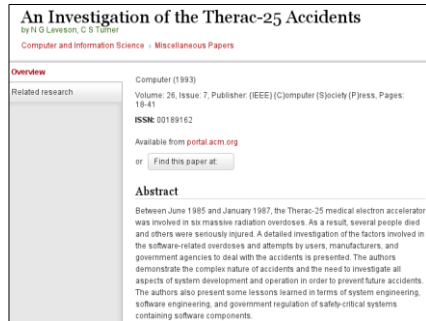 An Investigation of the Therac-25 Accidents
by N G Leveson, C S Turner
Computer and Information Science › Miscellaneous Papers
Overview
Related research
Computer (1993)
Volume: 26, Issue: 7, Publisher: {IEEE} {C}omputer {S}ociety {P}ress, Pages:
18-41
ISSN: 00189162
Available from portal.acm.org
or Find this paper at:
Abstract
Between June 1985 and January 1987, the Therac-25 medical electron accelerator
was involved in six massive radiation overdoses. As a result, several people died
and others were seriously injured. A detailed investigation of the factors involved in
the software-related overdoses and attempts by users, manufacturers, and
government agencies to deal with the accidents is presented. The authors
demonstrate the complex nature of accidents and the need to investigate all
aspects of system development and operation in order to prevent future accidents.
The authors also present some lessons learned in terms of system engineering,
software engineering, and government regulation of safety-critical systems
containing software components.